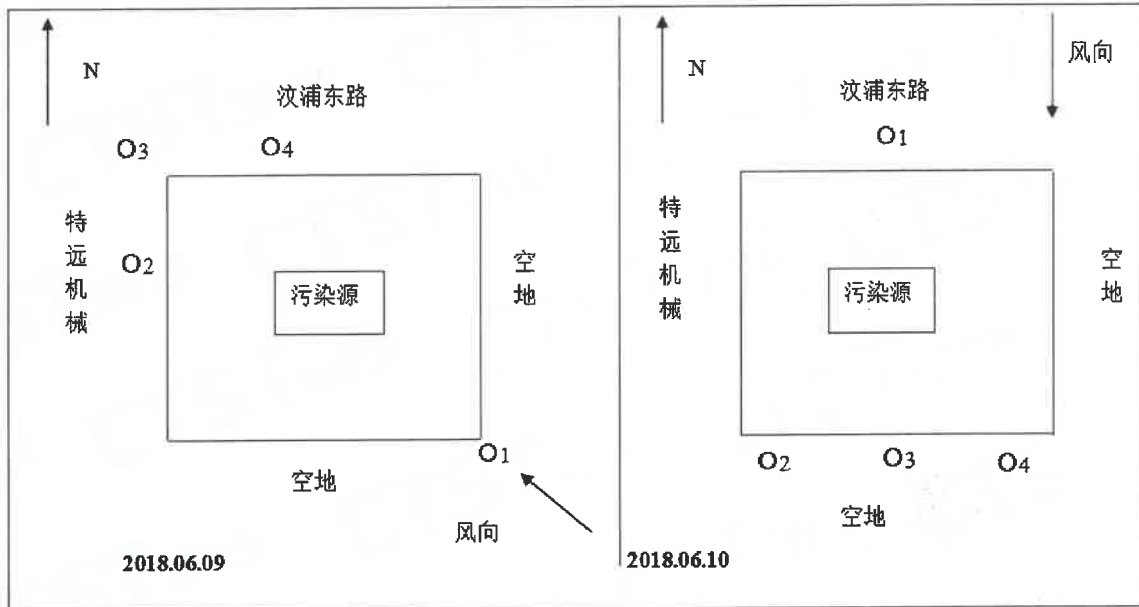 N
汶浦东路
O3
O4
特远机械
O2
污染源
空地
O1
空地
风向
2018.06.09
N
风向
汶浦东路
O1
特远机械
污染源
空地
O2
O3
O4
空地
2018.06.10